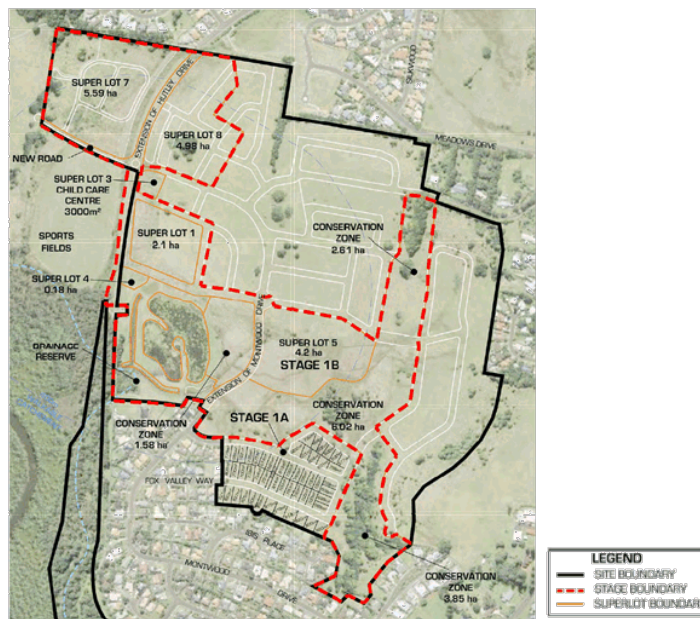 SUPER LOT 7
5.59 ha
EXTENSION OF HUTLEY DRIVE
SUPER LOT 8
4.98 ha
SILKWOOD
MEADOWS DRIVE
NEW ROAD
SUPER LOT 3
CHILD CARE
CENTRE
3000m²
SPORTS
FIELDS
SUPER LOT 1
2.1 ha
CONSERVATION
ZONE
2.61 ha
SUPER LOT 4
0.18 ha
DRAINAGE
RESERVE
EXTENSION OF MONTWOOD DRIVE
SUPER LOT 5
4.2 ha
STAGE 1B
CONSERVATION
ZONE
1.58 ha
STAGE 1A
CONSERVATION
ZONE
6.02 ha
FOX VALLEY WAY
IBIS PLACE
MONTWOOD
DRIVE
CONSERVATION
ZONE
3.85 ha
LEGEND
SITE BOUNDARY
STAGE BOUNDARY
SUPERLOT BOUNDAR